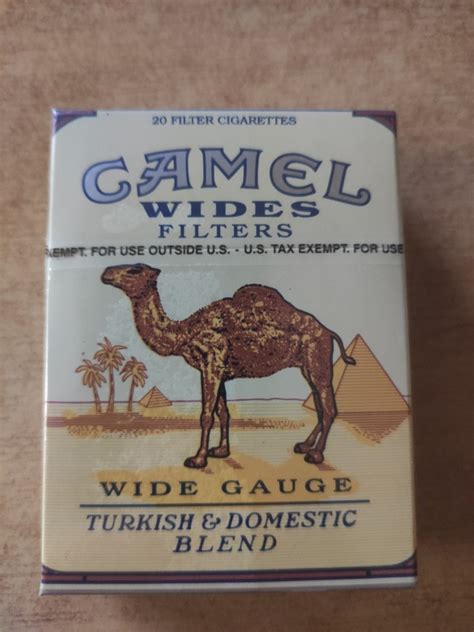 20 FILTER CIGARETTES
CAMEL
WIDES
FILTERS
EMPT. FOR USE OUTSIDE U.S. - U.S. TAX EXEMPT. FOR USE
WIDE GAUGE
TURKISH & DOMESTIC
BLEND